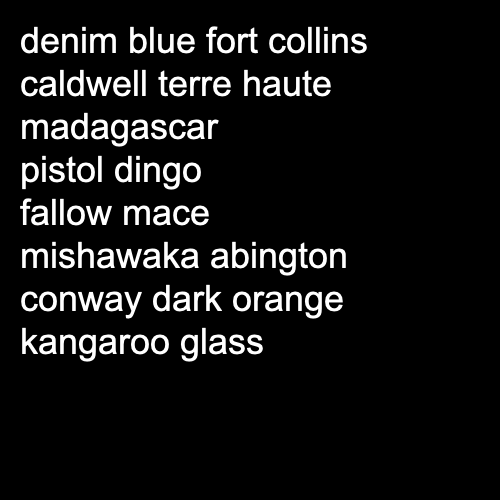 denim blue fort collins
caldwell terre haute
madagascar
pistol dingo
fallow mace
mishawaka abington
conway dark orange
kangaroo glass